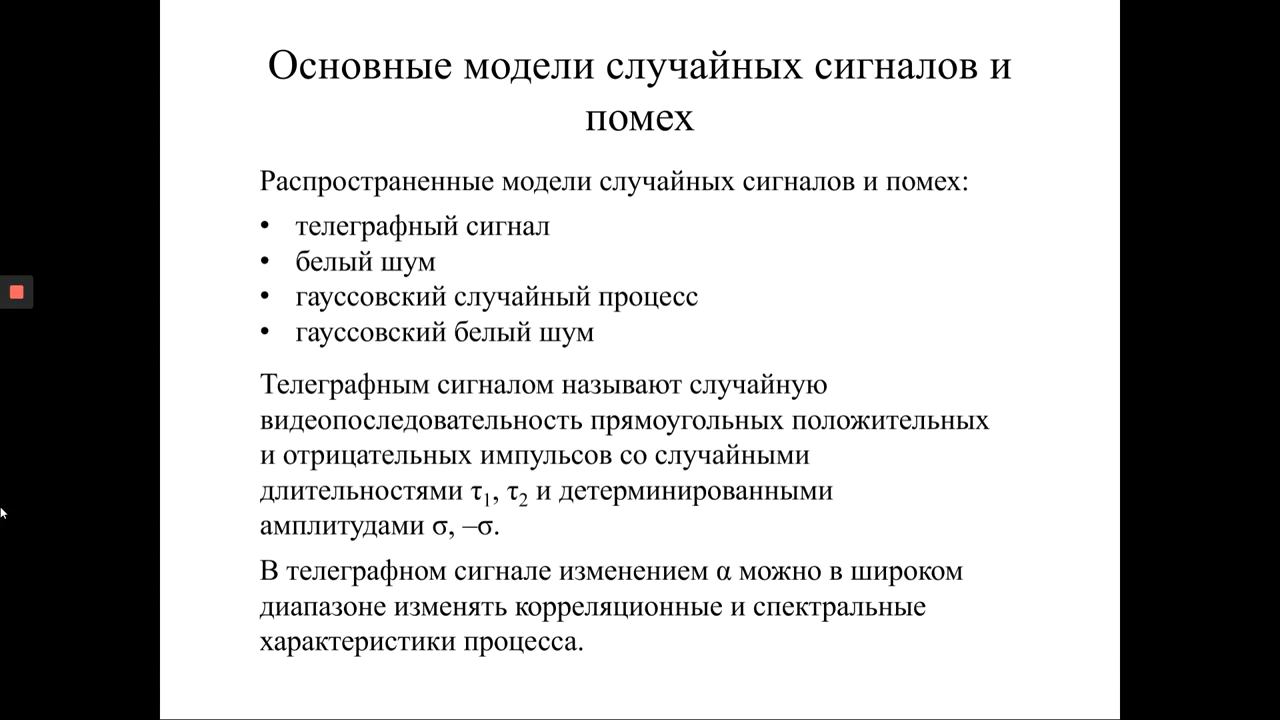 Основные модели случайных сигналов и
помех
Распространенные модели случайных сигналов и помех:
• телеграфный сигнал
• белый шум
• гауссовский случайный процесс
• гауссовский белый шум
Телеграфным сигналом называют случайную
видеопоследовательность прямоугольных положительных
и отрицательных импульсов со случайными
длительностями τ₁, τ₂ и детерминированными
амплитудами σ, –σ.
В телеграфном сигнале изменением α можно в широком
диапазоне изменять корреляционные и спектральные
характеристики процесса.